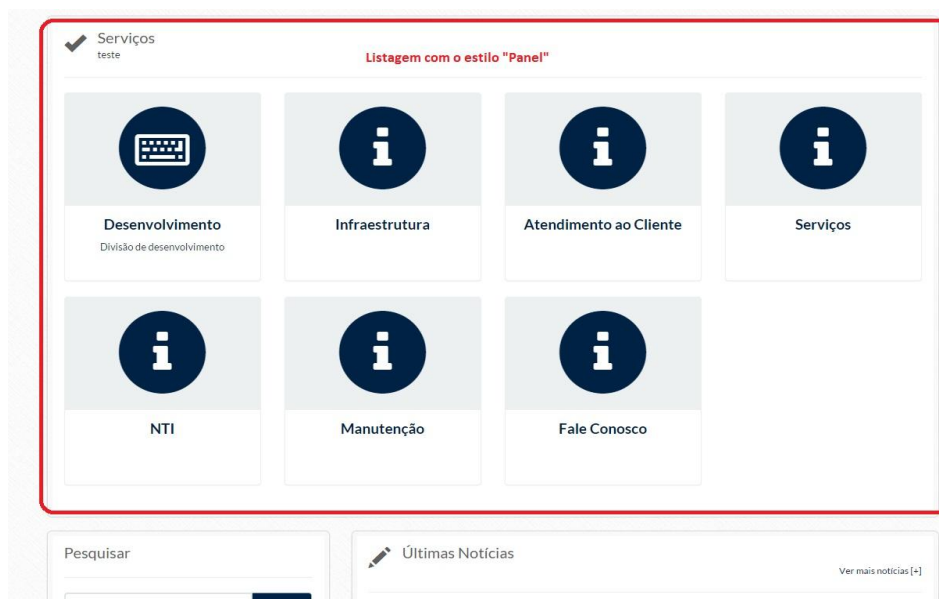 Serviços
teste
Listagem com o estilo "Panel"
Desenvolvimento
Divisão de desenvolvimento
Infraestrutura
Atendimento ao Cliente
Serviços
NTI
Manutenção
Fale Conosco
Pesquisar
Últimas Notícias
Ver mais notícias [+]